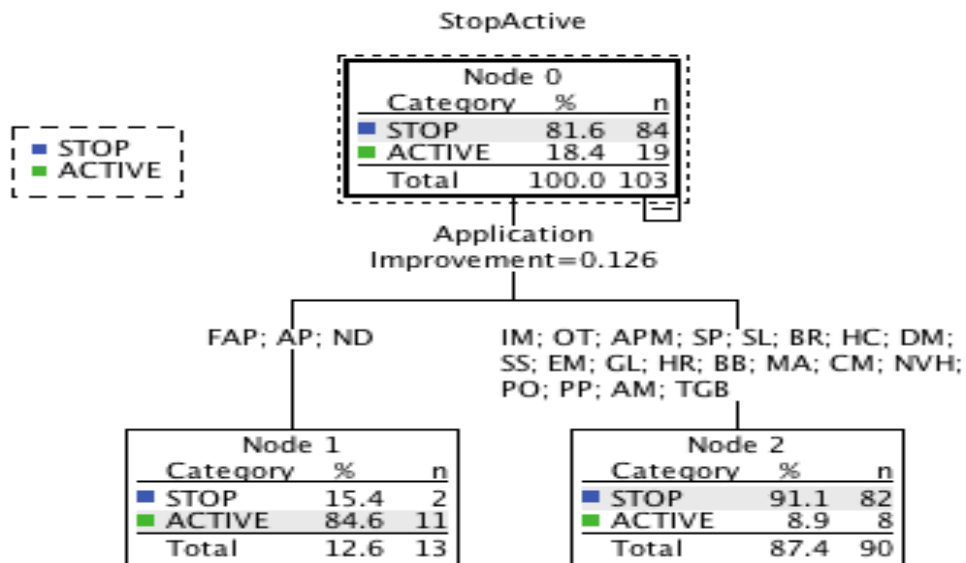 StopActive
Node 0
Category % n
STOP 81.6 84
ACTIVE 18.4 19
Total 100.0 103
STOP
ACTIVE
Application
Improvement=0.126
FAP; AP; ND
IM; OT; APM; SP; SL; BR; HC; DM;
SS; EM; GL; HR; BB; MA; CM; NVH;
PO; PP; AM; TGB
Node 1
Category % n
STOP 15.4 2
ACTIVE 84.6 11
Total 12.6 13
Node 2
Category % n
STOP 91.1 82
ACTIVE 8.9 8
Total 87.4 90